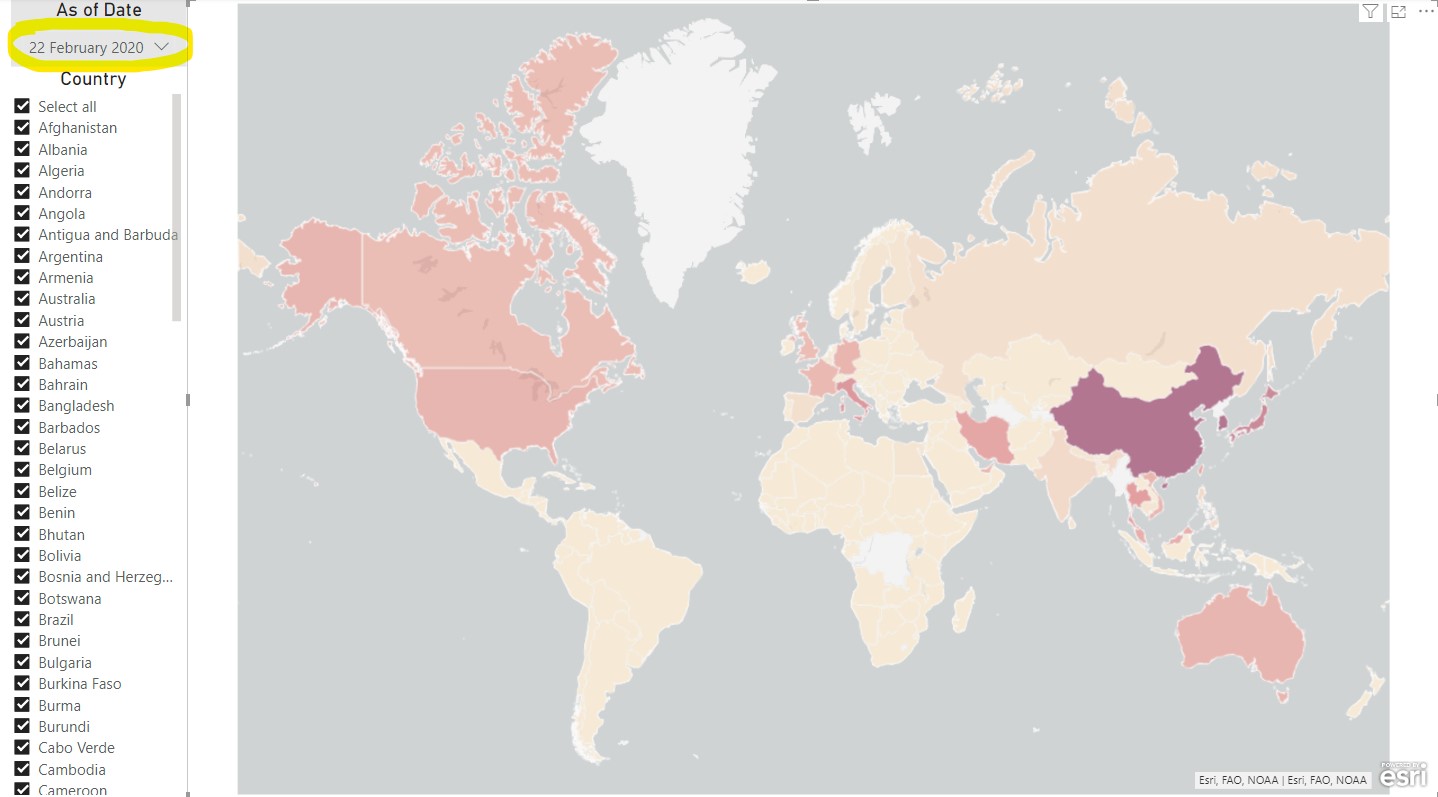 As of Date
22 February 2020
Country
Select all
Afghanistan
Albania
Algeria
Andorra
Angola
Antigua and Barbuda
Argentina
Armenia
Australia
Austria
Azerbaijan
Bahamas
Bahrain
Bangladesh
Barbados
Belarus
Belgium
Belize
Benin
Bhutan
Bolivia
Bosnia and Herzeg...
Botswana
Brazil
Brunei
Bulgaria
Burkina Faso
Burma
Burundi
Cabo Verde
Cambodia
Cameroon
Esri, FAO, NOAA | Esri, FAO, NOAA
POWERED BY
esri